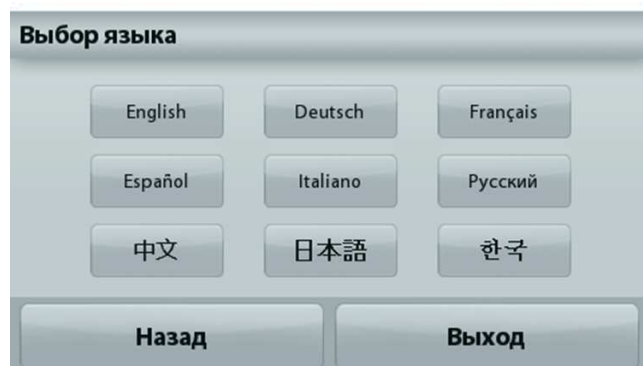 Выбор языка
English Deutsch Français
Español Italiano Русский
中文 日本語 한국
Назад Выход